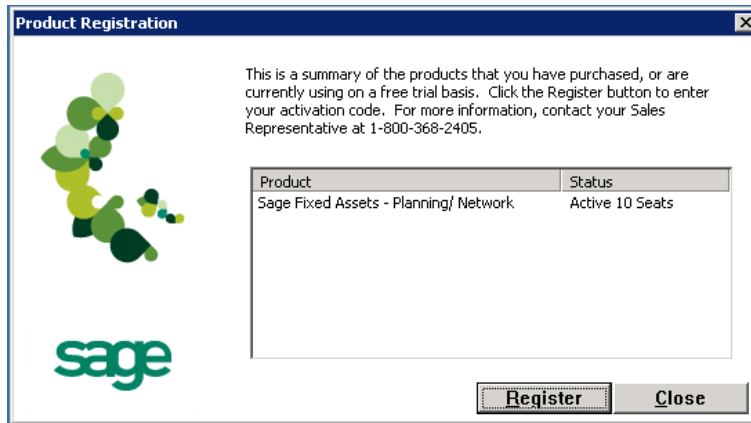 Product Registration
This is a summary of the products that you have purchased, or are
currently using on a free trial basis.  Click the Register button to enter
your activation code.  For more information, contact your Sales
Representative at 1-800-368-2405.
Product Status
Sage Fixed Assets - Planning/ Network Active 10 Seats
sage
Register Close